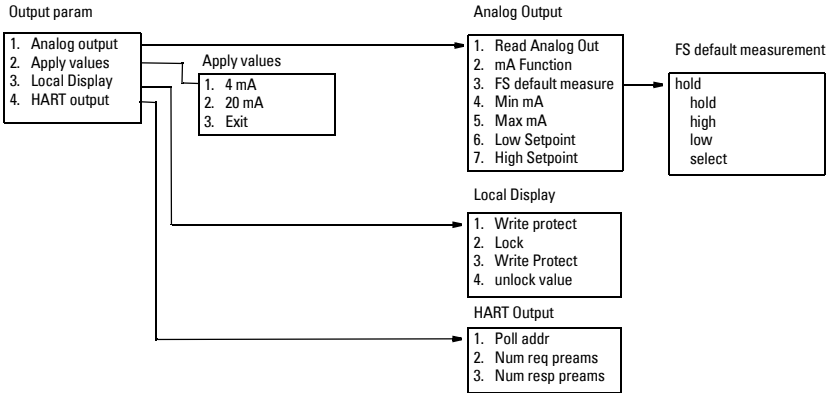 Output param
1. Analog output
2. Apply values
3. Local Display
4. HART output
Apply values
1. 4 mA
2. 20 mA
3. Exit
Analog Output
1. Read Analog Out
2. mA Function
3. FS default measure
4. Min mA
5. Max mA
6. Low Setpoint
7. High Setpoint
FS default measurement
hold
hold
high
low
select
Local Display
1. Write protect
2. Lock
3. Write Protect
4. unlock value
HART Output
1. Poll addr
2. Num req preams
3. Num resp preams